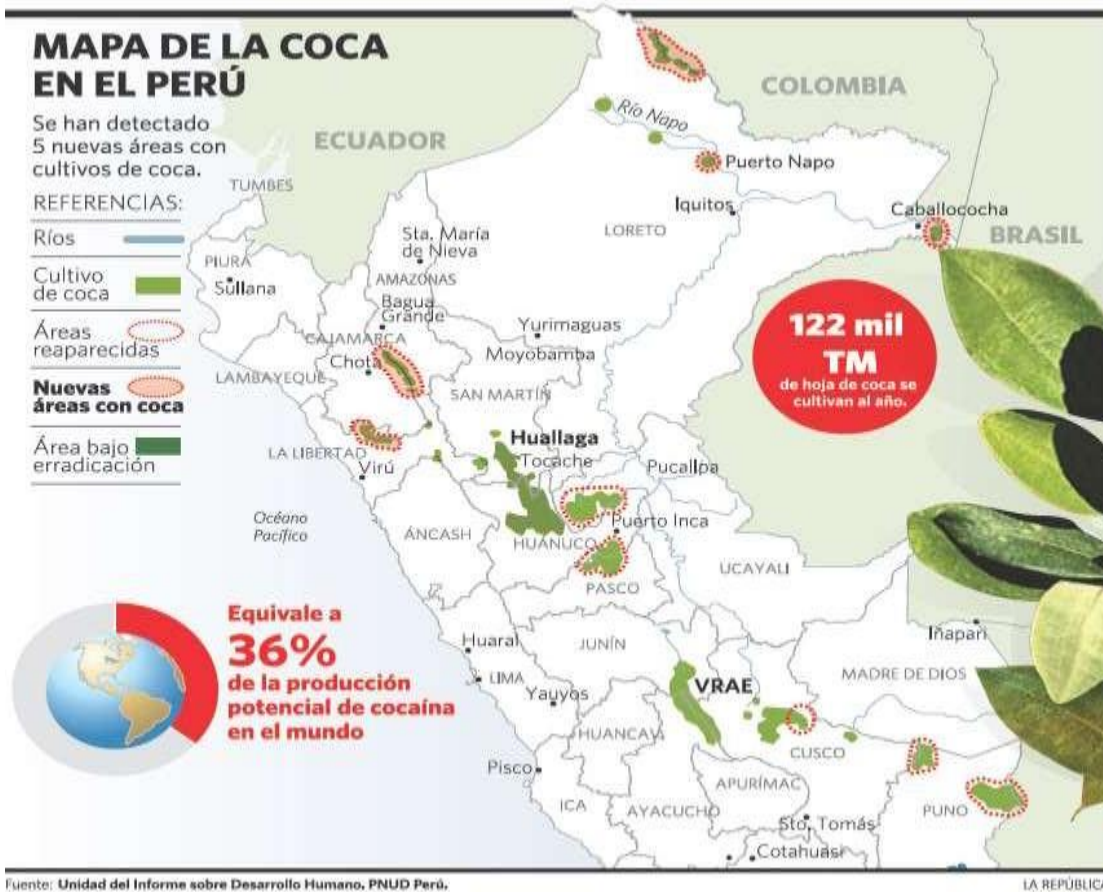 MAPA DE LA COCA
EN EL PERÚ
Se han detectado
5 nuevas áreas con
cultivos de coca.
REFERENCIAS:
Ríos
Cultivo
de coca
Áreas
reaparecidas
Nuevas
áreas con coca
Área bajo
erradicación
COLOMBIA
ECUADOR
BRASIL
Río Napo
Puerto Napo
TUMBES
Iquitos
Caballococha
LORETO
Sta. María
de Nieva
PIURA
Sullana
AMAZONAS
Bagua
Grande
CAJAMARCA
Yurimaguas
Chota
Moyobamba
LAMBAYEQUE
SAN MARTÍN
122 mil
TM
de hoja de coca se
cultivan al año.
LA LIBERTAD
Virú
Huallaga
Tocache
Pucallpa
Océano
Pacífico
ÁNCASH
HUÁNUCO
Puerto Inca
PASCO
UCAYALI
Equivale a
36%
de la producción
potencial de cocaína
en el mundo
Huaral
JUNÍN
Iñapari
LIMA
MADRE DE DIOS
Yauyos
VRAE
HUANCAV.
CUSCO
Pisco
APURÍMAC
ICA
AYACUCHO
PUNO
Sto. Tomás
Cotahuasi
Fuente: Unidad del Informe sobre Desarrollo Humano. PNUD Perú.
LA REPÚBLICA